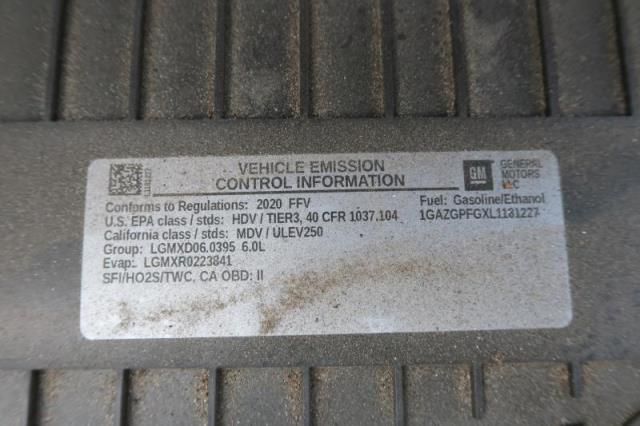 VEHICLE EMISSION
CONTROL INFORMATION
GM
GENERAL
MOTORS
LLC
Conforms to Regulations: 2020 FFV
Fuel: Gasoline/Ethanol
U.S. EPA class / stds: HDV / TIER3, 40 CFR 1037.104
1GAZGPFGXL1131227
California class / stds: MDV / ULEV250
Group: LGMXD06.0395 6.0L
Evap: LGMXR0223841
SFI/HO2S/TWC, CA OBD: II